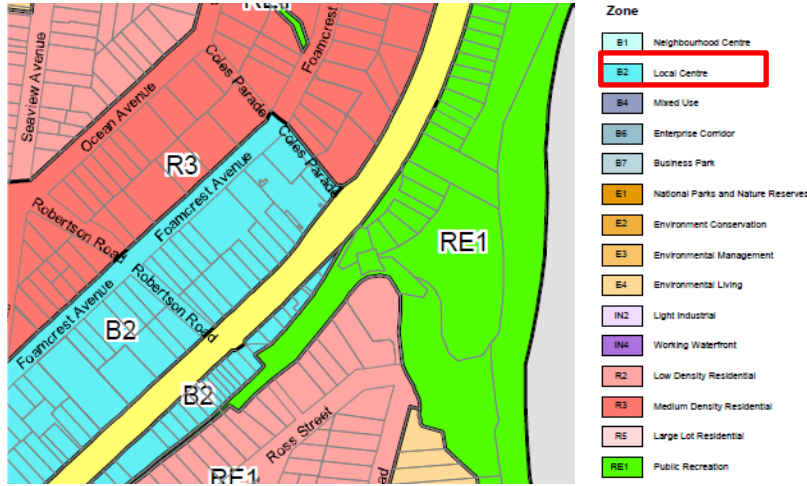 RE1
Seaview Avenue
Ocean Avenue
Coles Parade
Foamcrest
R3
Coles Parade
Foamcrest Avenue
Robertson Road
RE1
Robertson Road
Foamcrest Avenue
B2
B2
Ross Street
RE1
Zone
B1 Neighbourhood Centre
B2 Local Centre
B4 Mixed Use
B6 Enterprise Corridor
B7 Business Park
E1 National Parks and Nature Reserves
E2 Environment Conservation
E3 Environmental Management
E4 Environmental Living
IN2 Light Industrial
IN4 Working Waterfront
R2 Low Density Residential
R3 Medium Density Residential
R5 Large Lot Residential
RE1 Public Recreation